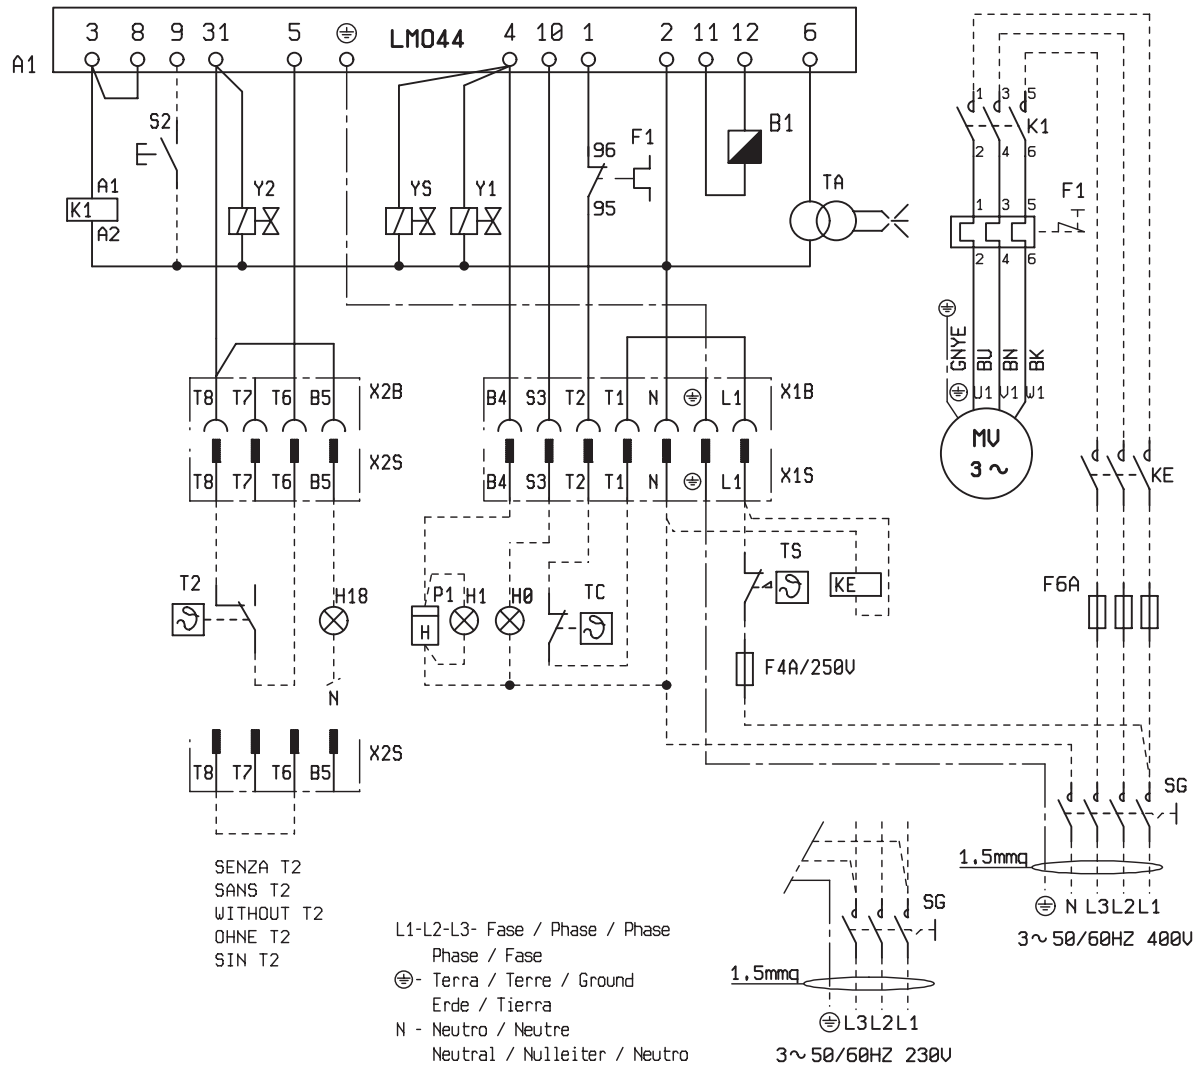 3 8 9 31 5 LMO44 4 10 1 2 11 12 6
A1
S2
F1
B1
96
95
A1
K1
A2
Y2
YS
Y1
TA
1 3 5
K1
2 4 6
F1
1 3 5
2 4 6
GNYE BU BN BK
U1 V1 W1
MV
3~
T8 T7 T6 B5 X2B
B4 S3 T2 T1 N L1 X1B
X2S
T8 T7 T6 B5
X1S
B4 S3 T2 T1 N L1
KE
T2
H18
P1 H1 H0
H
TC
TS
KE
F6A
F4A/250V
N
X2S
T8 T7 T6 B5
SG
SENZA T2
SANS T2
WITHOUT T2
OHNE T2
SIN T2
1,5mmq
N L3L2L1
3~50/60HZ 400V
SG
1,5mmq
L3L2L1
3~50/60HZ 230V
L1-L2-L3- Fase / Phase / Phase
Phase / Fase
⏚- Terra / Terre / Ground
Erde / Tierra
N - Neutro / Neutre
Neutral / Nulleiter / Neutro